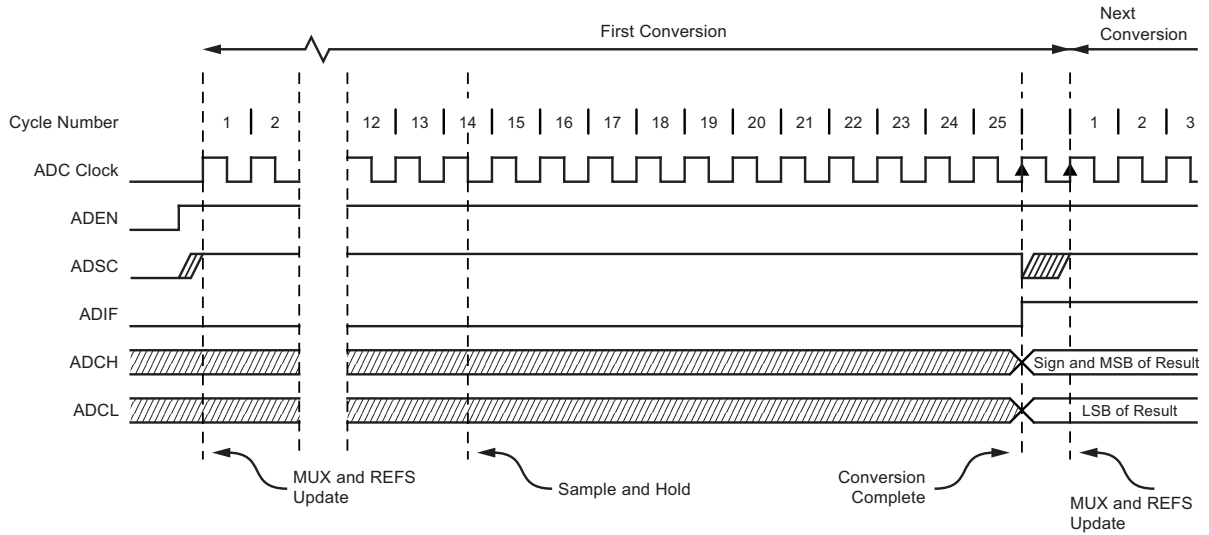 First Conversion
Next
Conversion
Cycle Number 1 2 12 13 14 15 16 17 18 19 20 21 22 23 24 25 1 2 3
ADC Clock
ADEN
ADSC
ADIF
ADCH Sign and MSB of Result
ADCL LSB of Result
MUX and REFS
Update
Sample and Hold
Conversion
Complete
MUX and REFS
Update